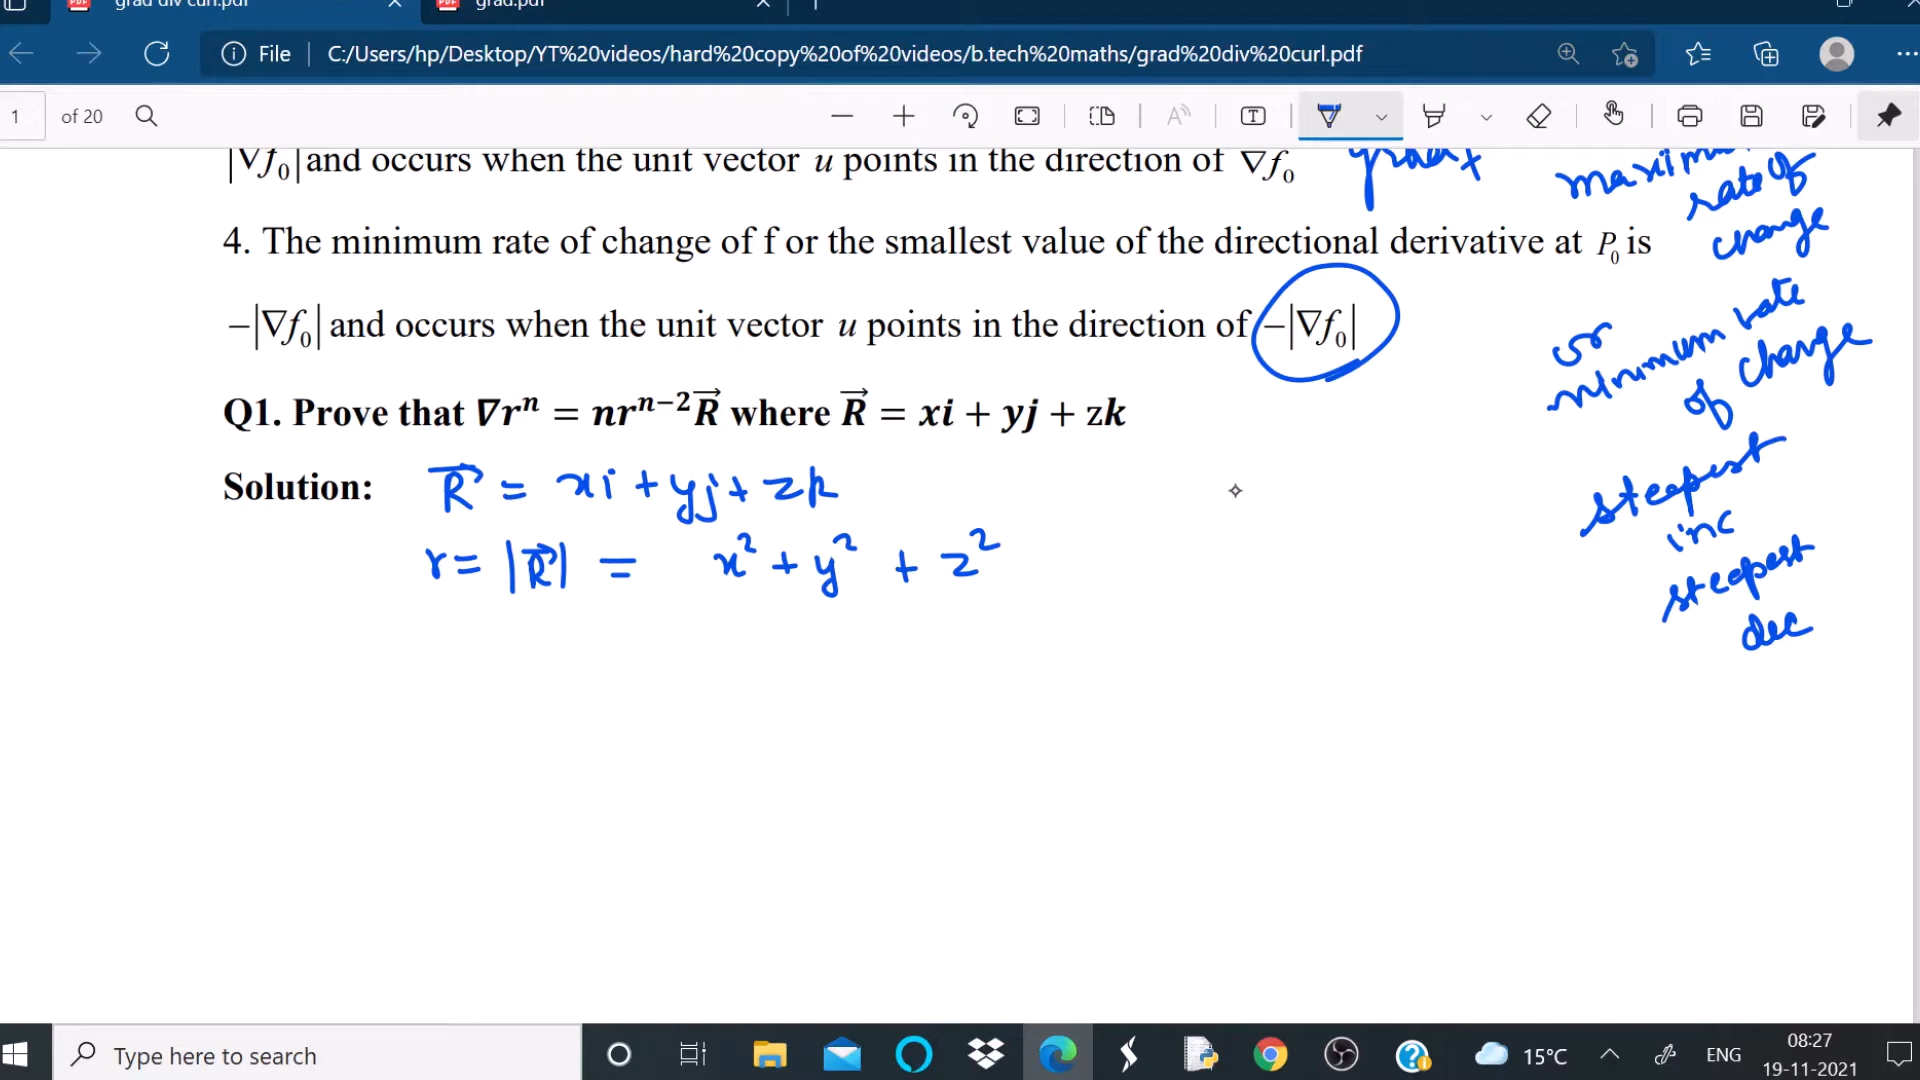 grad div curl.pdf
grad.pdf
File
C:/Users/hp/Desktop/YT%20videos/hard%20copy%20of%20videos/b.tech%20maths/grad%20div%20curl.pdf
1 of 20
|∇f₀| and occurs when the unit vector u points in the direction of ∇f₀
grad f
rate of
change
4. The minimum rate of change of f or the smallest value of the directional derivative at P₀ is
−|∇f₀| and occurs when the unit vector u points in the direction of −|∇f₀|
or
minimum rate
of change
Q1. Prove that ∇rⁿ = nrⁿ⁻²R⃗ where R⃗ = xi + yj + zk
steepest
inc
steepest
dec
Solution: R⃗ = xi + yj + zk
r = |R⃗| = x² + y² + z²
Type here to search
15°C
ENG
08:27
19-11-2021